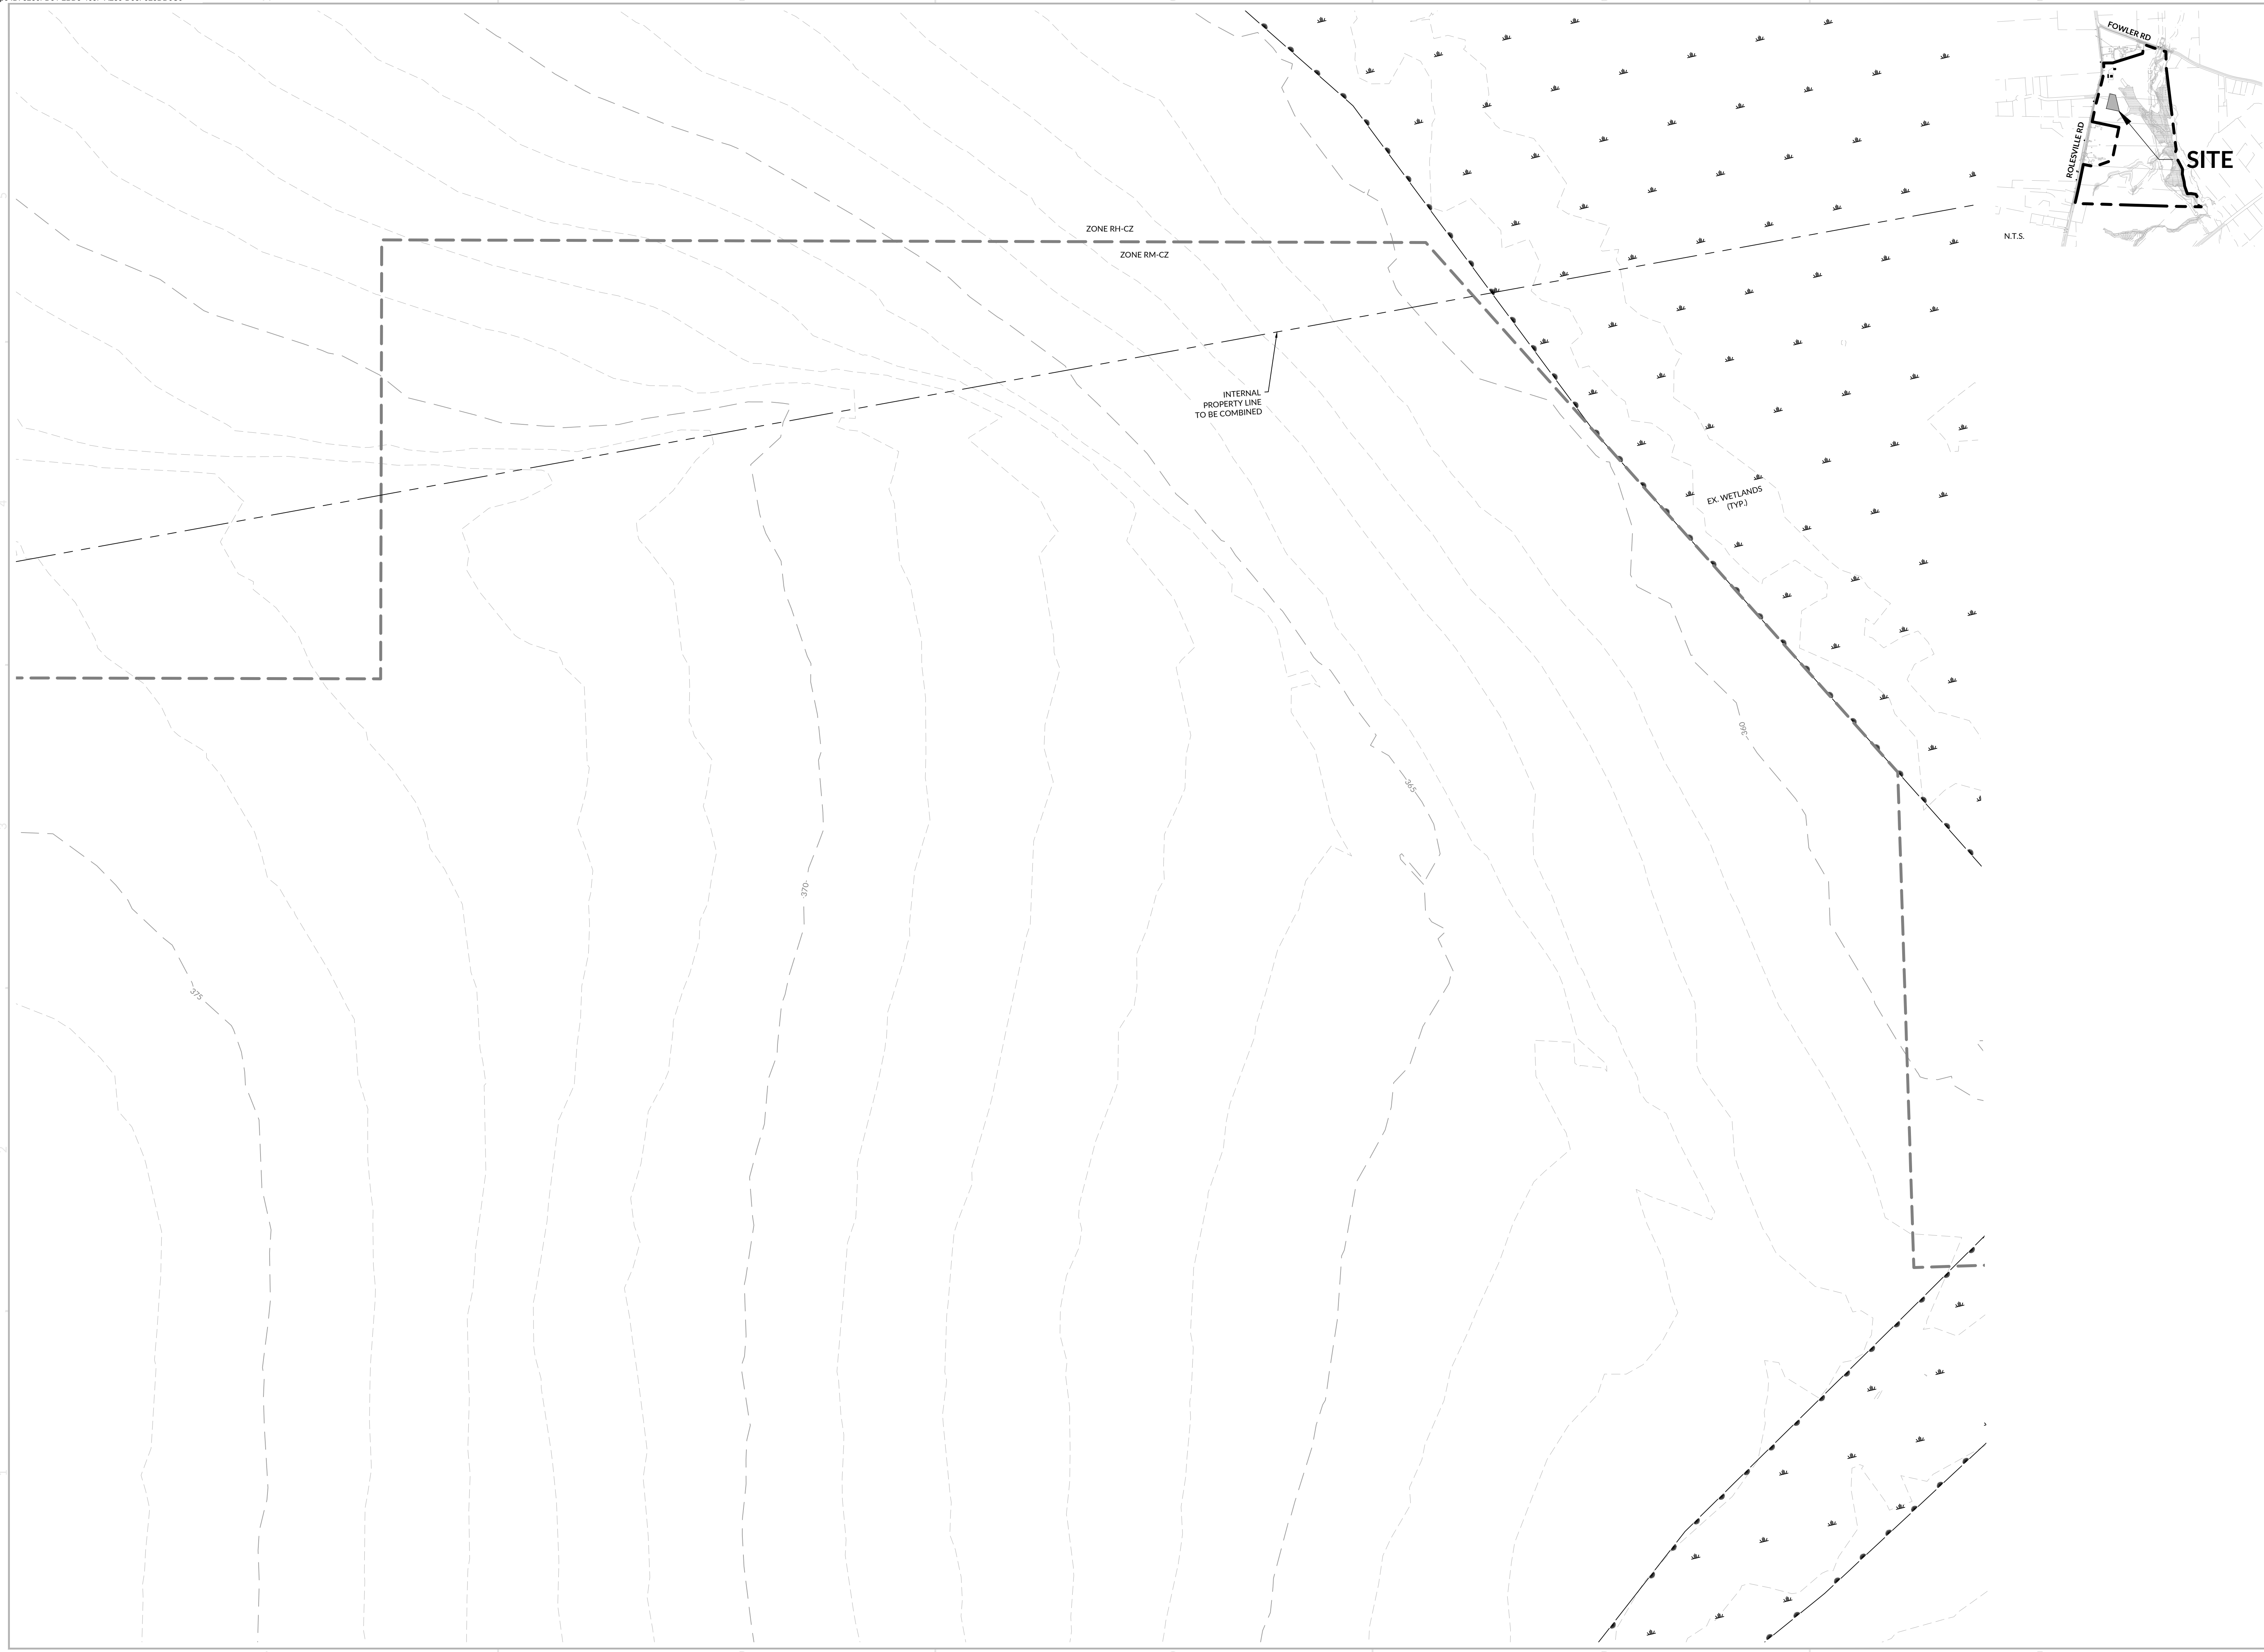 FOWLER RD
ROLESVILLE RD
SITE
N.T.S.
ZONE RH-CZ
ZONE RM-CZ
INTERNAL
PROPERTY LINE
TO BE COMBINED
EX. WETLANDS
(TYP.)
360
365
370
375